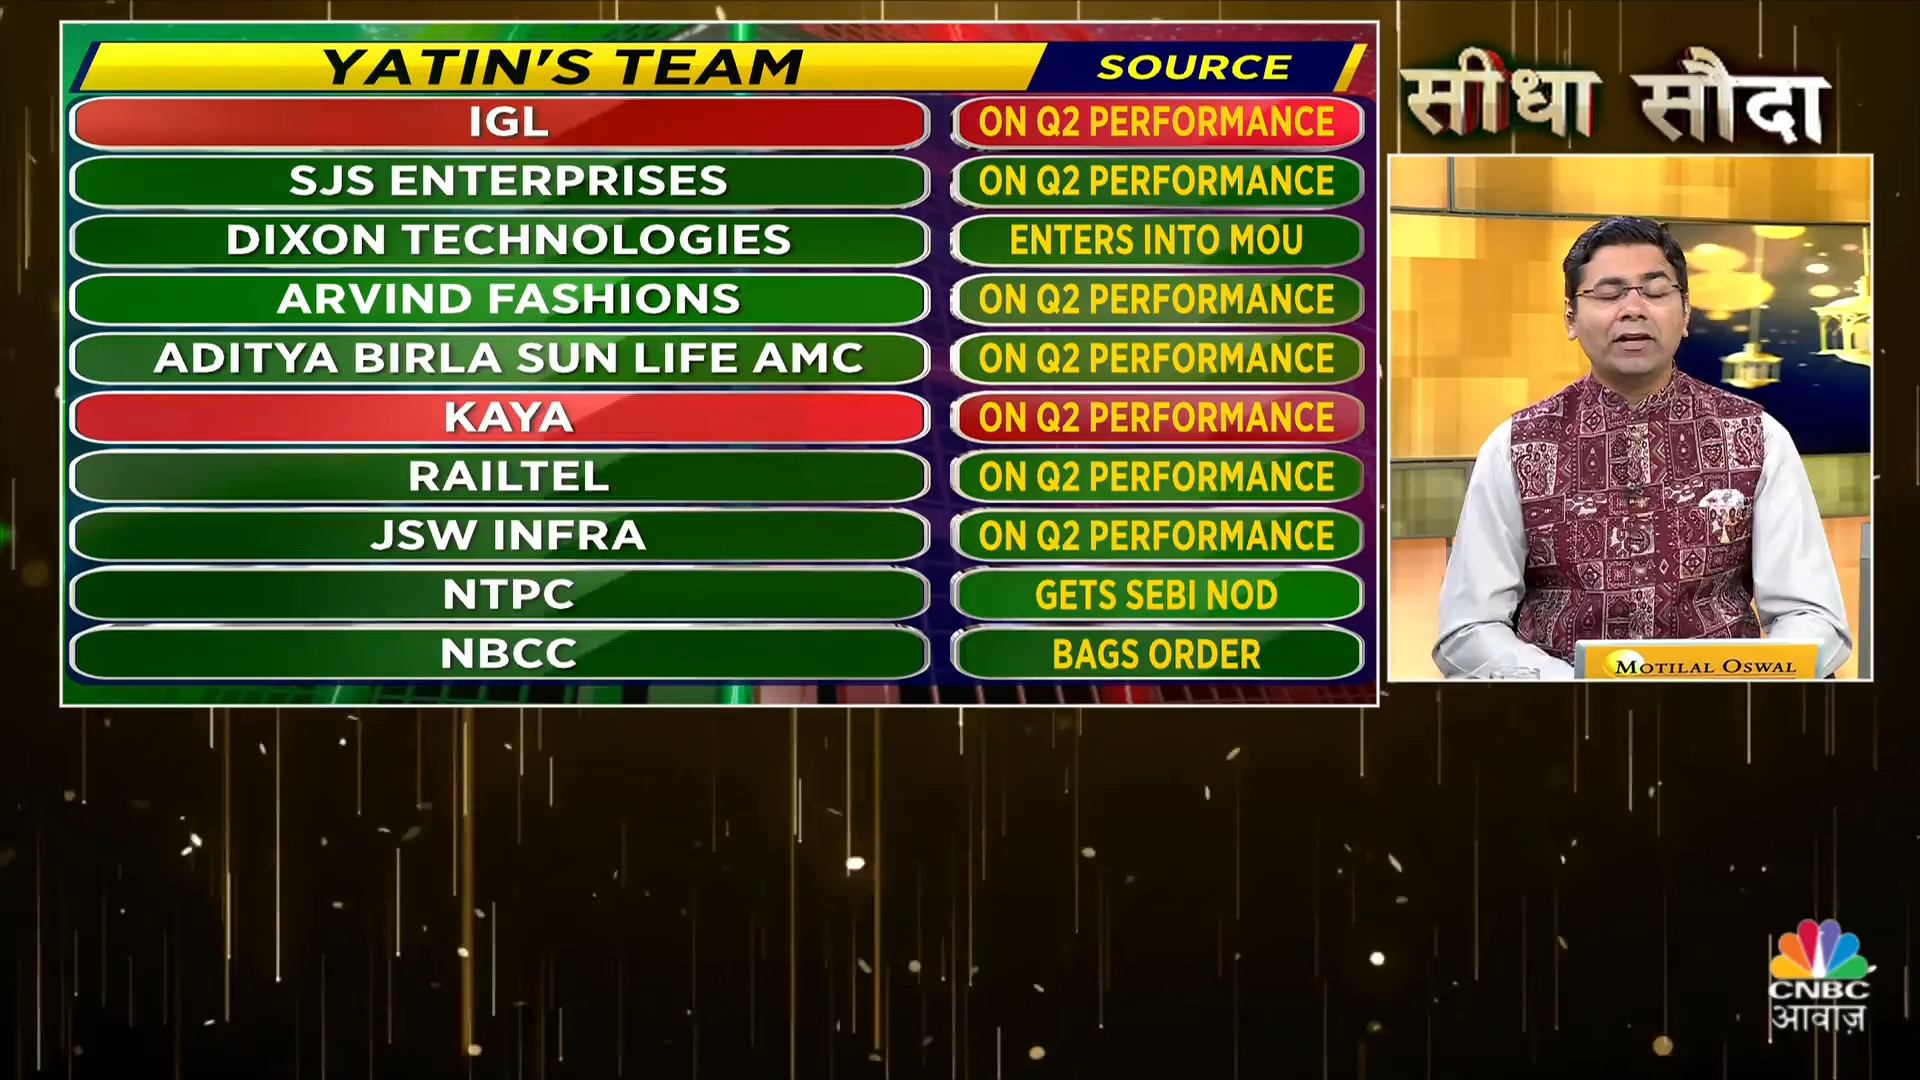 YATIN'S TEAM SOURCE
IGL ON Q2 PERFORMANCE
SJS ENTERPRISES ON Q2 PERFORMANCE
DIXON TECHNOLOGIES ENTERS INTO MOU
ARVIND FASHIONS ON Q2 PERFORMANCE
ADITYA BIRLA SUN LIFE AMC ON Q2 PERFORMANCE
KAYA ON Q2 PERFORMANCE
RAILTEL ON Q2 PERFORMANCE
JSW INFRA ON Q2 PERFORMANCE
NTPC GETS SEBI NOD
NBCC BAGS ORDER
सीधा सौदा
MOTILAL OSWAL
CNBC
आवाज़